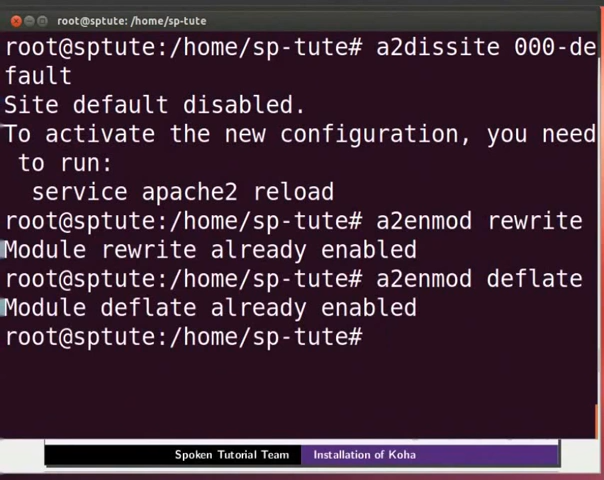 root@sptute: /home/sp-tute
root@sptute:/home/sp-tute# a2dissite 000-de
fault
Site default disabled.
To activate the new configuration, you need
 to run:
  service apache2 reload
root@sptute:/home/sp-tute# a2enmod rewrite
Module rewrite already enabled
root@sptute:/home/sp-tute# a2enmod deflate
Module deflate already enabled
root@sptute:/home/sp-tute#
Spoken Tutorial Team Installation of Koha